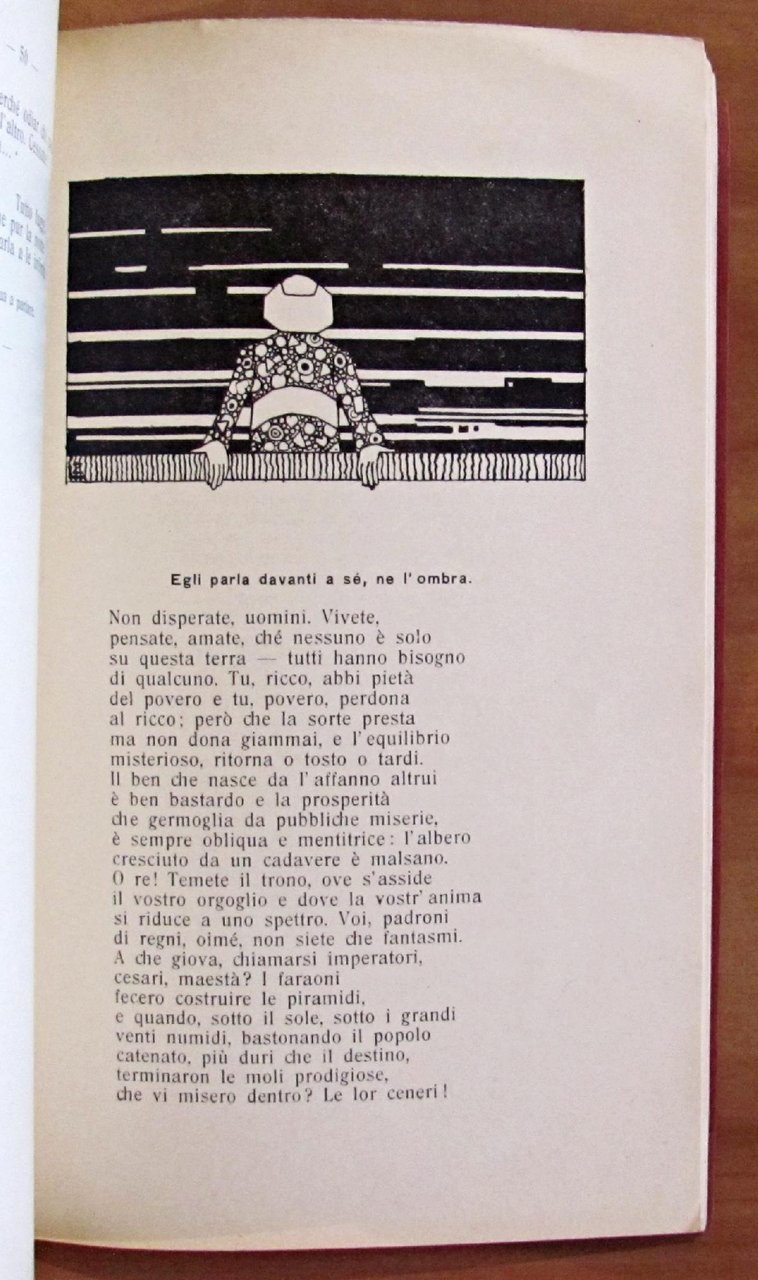 — 50 —
l'altro.
Tutto
Egli parla davanti a sé, ne l'ombra.
Non disperate, uomini. Vivete,
pensate, amate, ché nessuno è solo
su questa terra — tutti hanno bisogno
di qualcuno. Tu, ricco, abbi pietà
del povero e tu, povero, perdona
al ricco; però che la sorte presta
ma non dona giammai, e l'equilibrio
misterioso, ritorna o tosto o tardi.
Il ben che nasce da l'affanno altrui
è ben bastardo e la prosperità
che germoglia da pubbliche miserie,
è sempre obliqua e mentitrice: l'albero
cresciuto da un cadavere è malsano.
O re! Temete il trono, ove s'asside
il vostro orgoglio e dove la vostr'anima
si riduce a uno spettro. Voi, padroni
di regni, oimé, non siete che fantasmi.
A che giova, chiamarsi imperatori,
cesari, maestà? I faraoni
fecero costruire le piramidi,
e quando, sotto il sole, sotto i grandi
venti numidi, bastonando il popolo
catenato, più duri che il destino,
terminaron le moli prodigiose,
che vi misero dentro? Le lor ceneri!